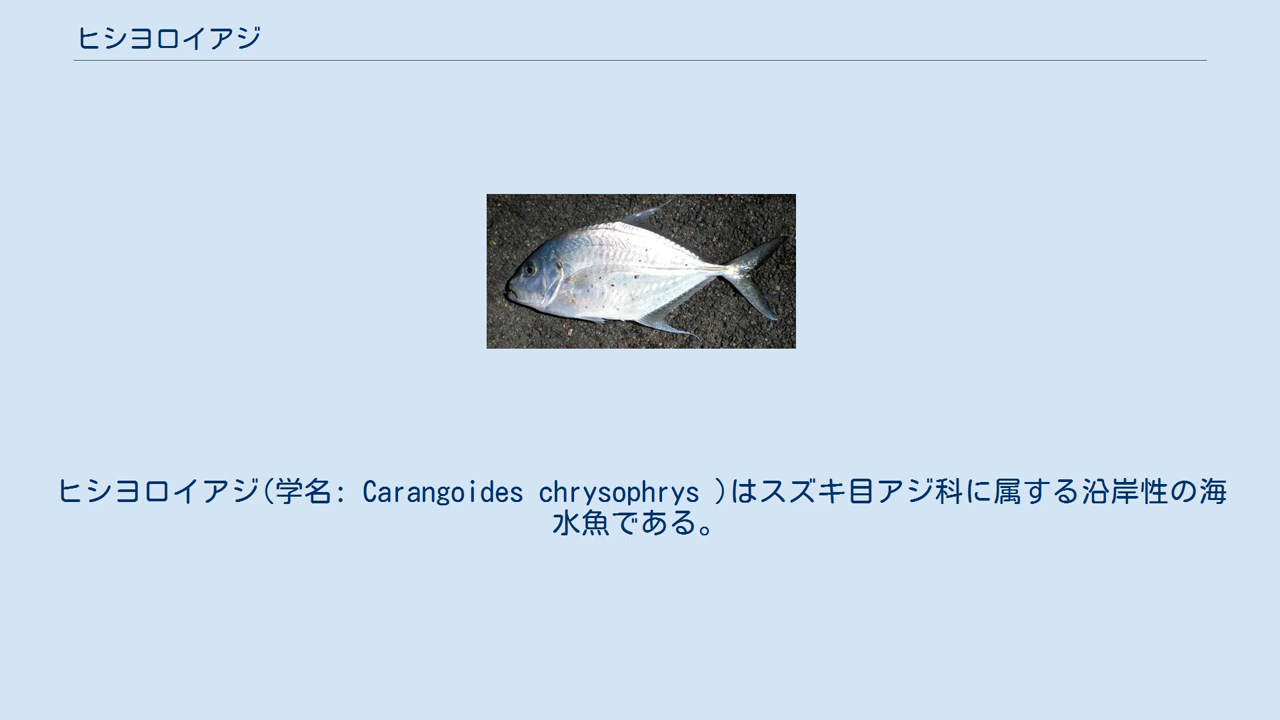 ヒシヨロイアジ
ヒシヨロイアジ(学名: Carangoides chrysophrys )はスズキ目アジ科に属する沿岸性の海
水魚である。